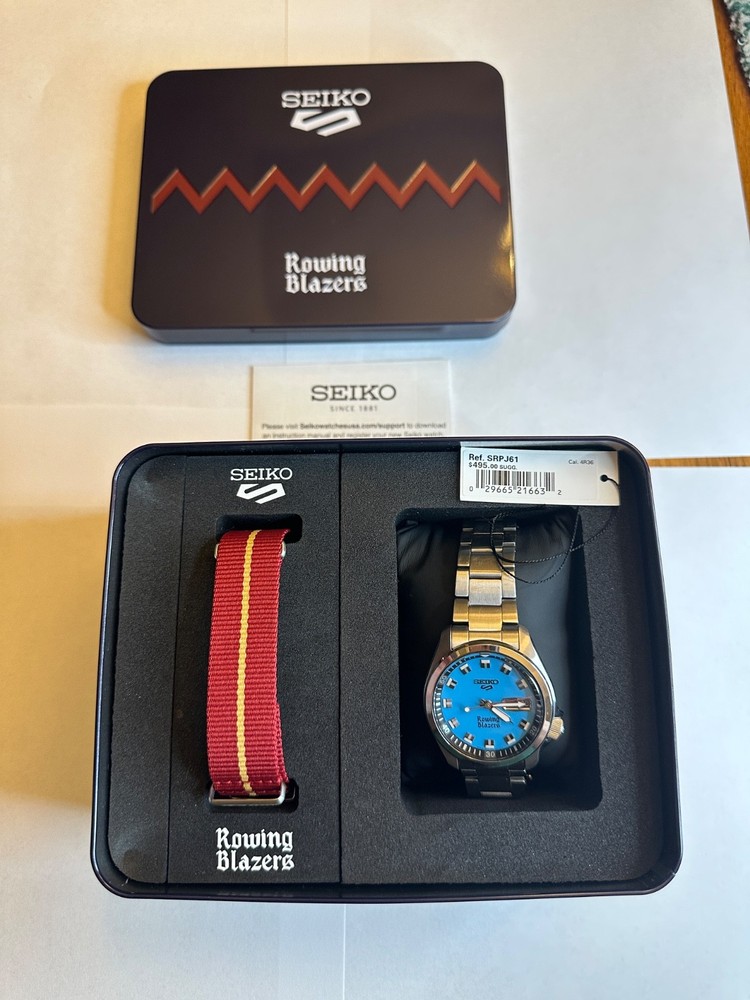 SEIKO
Rowing
Blazers
SEIKO
SINCE 1881
Please visit Seikowatchesusa.com/support to download
an instruction manual and register your new Seiko watch
SEIKO
Ref. SRPJ61
$495.00 SUGG.
Cal. 4R36
0 29665 21663 2
SEIKO
Rowing
Blazers
30
Rowing
Blazers